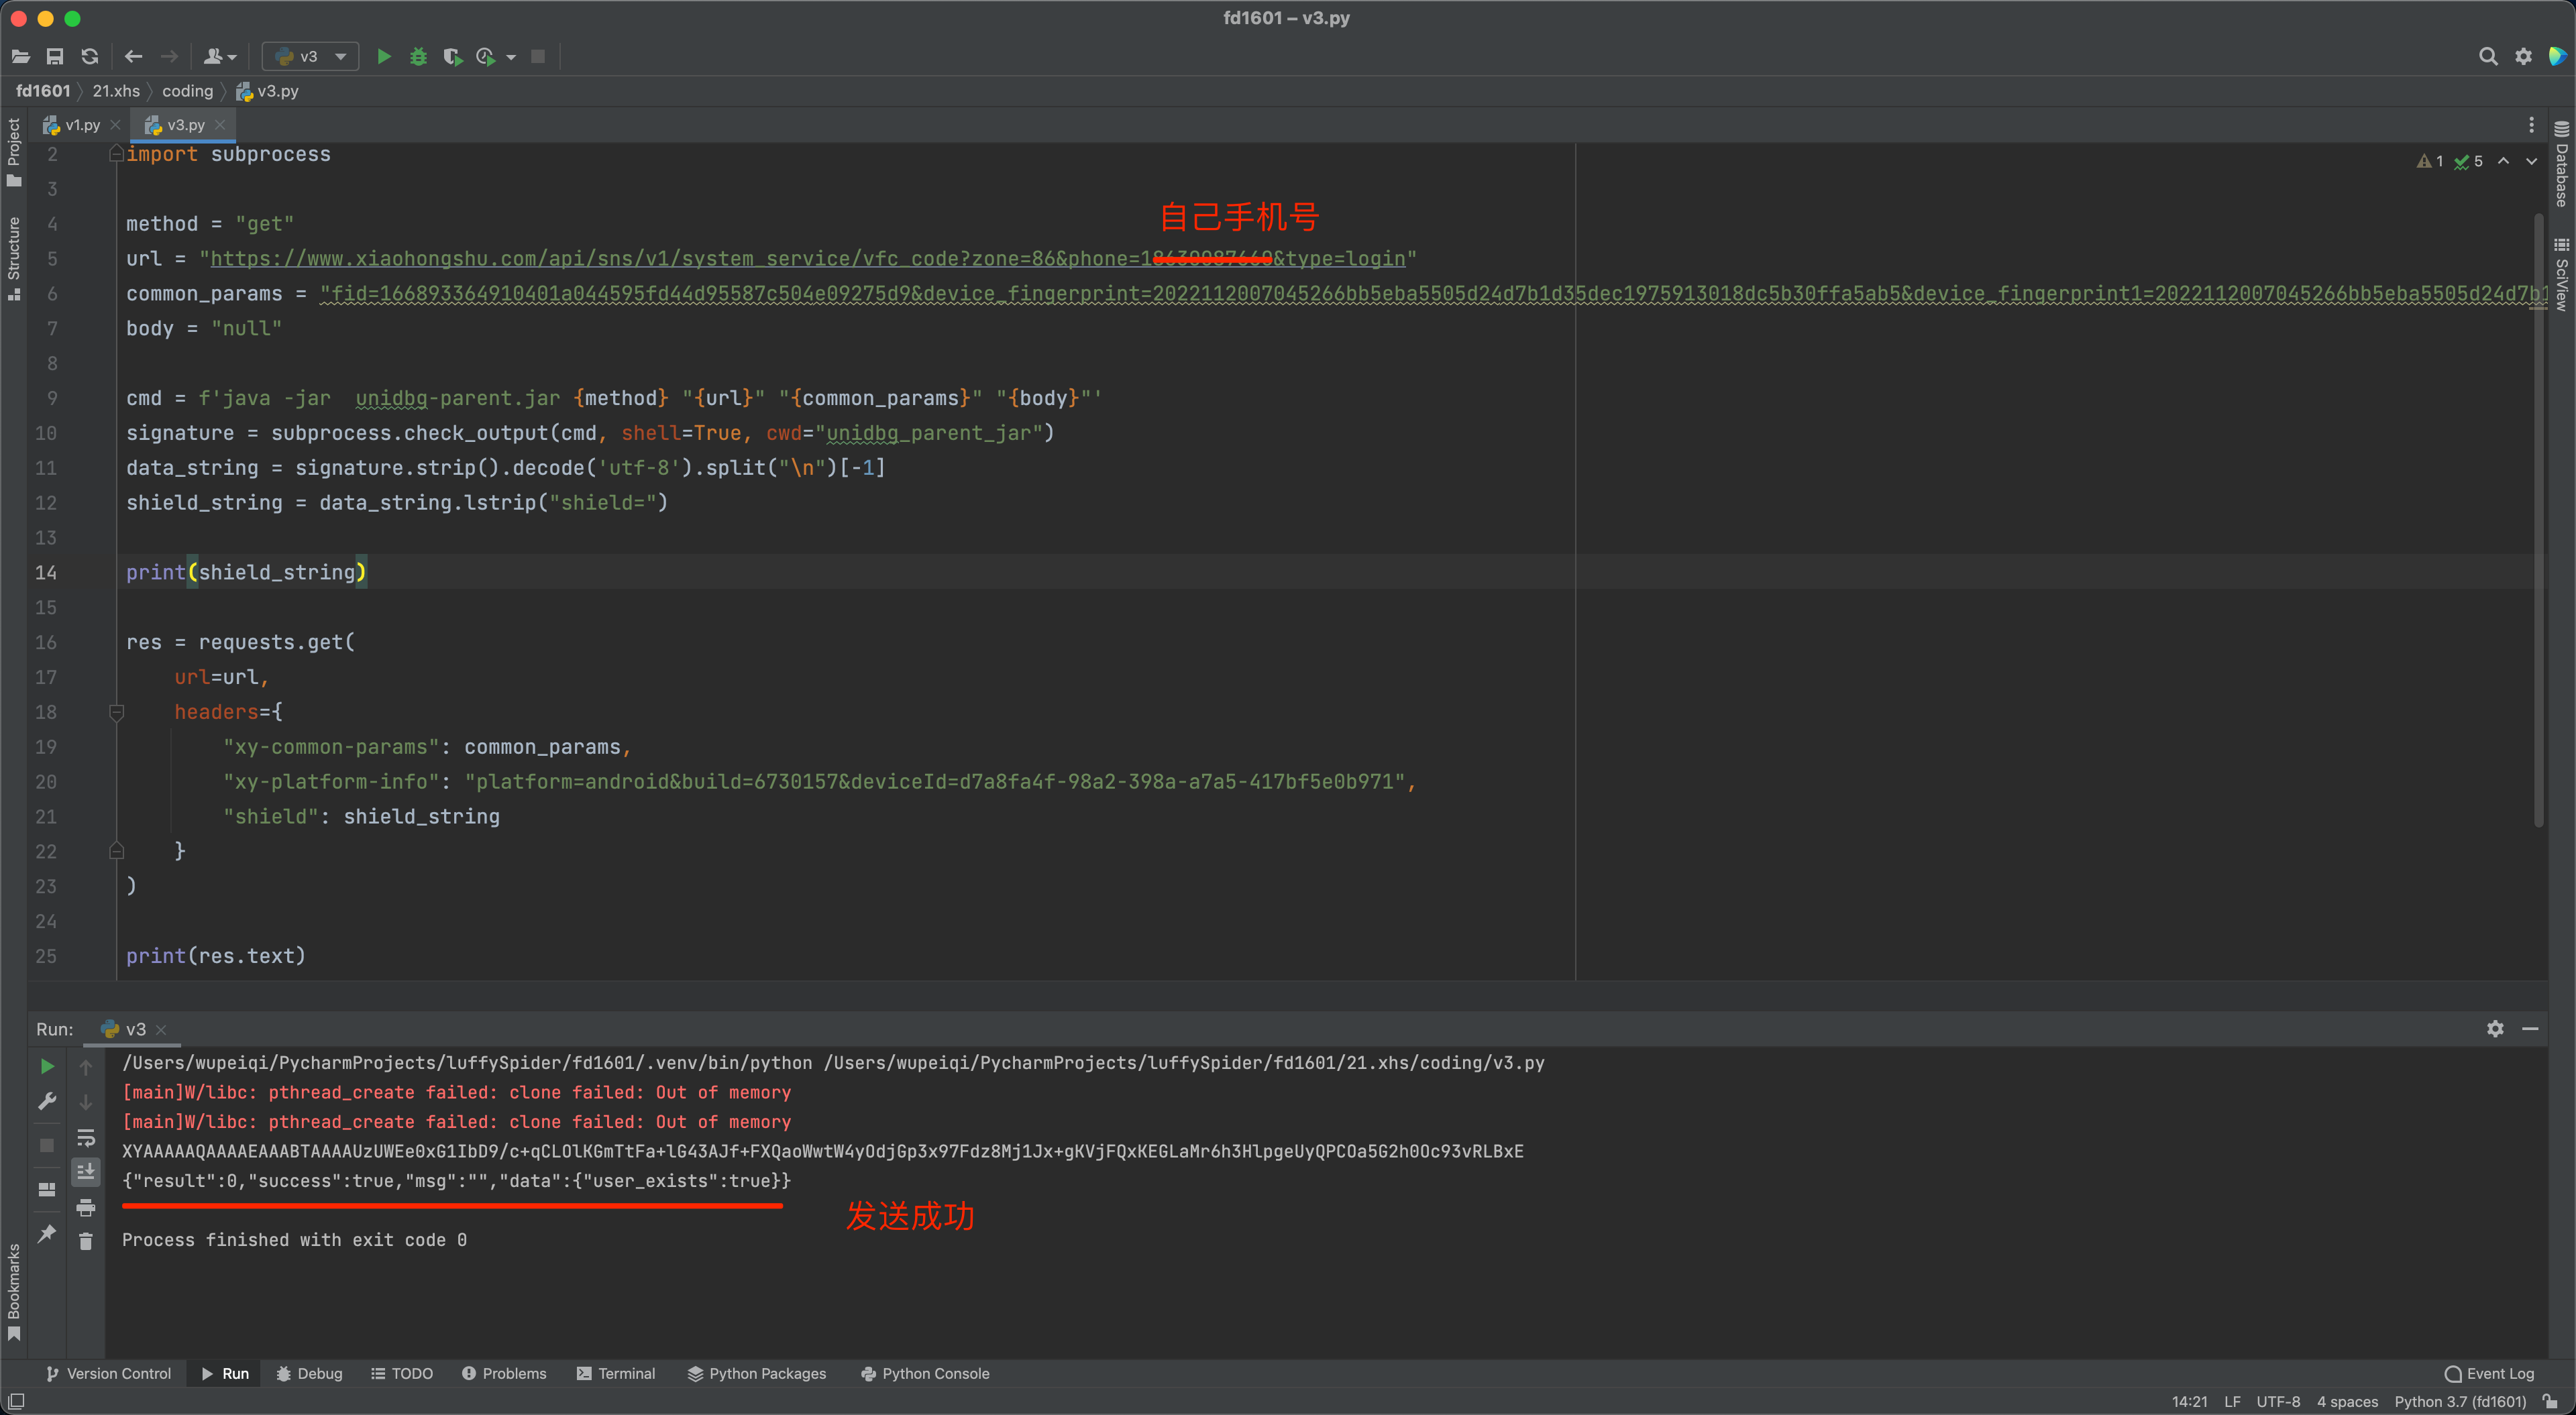 fd1601 – v3.py
v3
fd1601 21.xhs coding v3.py
v1.py v3.py
Project
Structure
Bookmarks
Database
SciView
1 5
2 import subprocess
3
自己手机号
4 method = "get"
5 url = "https://www.xiaohongshu.com/api/sns/v1/system_service/vfc_code?zone=86&phone=1&type=login"
6 common_params = "fid=166893364910401a044595fd44d95587c504e09275d9&device_fingerprint=2022112007045266bb5eba5505d24d7b1d35dec1975913018dc5b30ffa5ab5&device_fingerprint1=2022112007045266bb5eba5505d24d7b1
7 body = "null"
8
9 cmd = f'java -jar  unidbg-parent.jar {method} "{url}" "{common_params}" "{body}"'
10 signature = subprocess.check_output(cmd, shell=True, cwd="unidbg_parent_jar")
11 data_string = signature.strip().decode('utf-8').split("\n")[-1]
12 shield_string = data_string.lstrip("shield=")
13
14 print(shield_string)
15
16 res = requests.get(
17 url=url,
18 headers={
19 "xy-common-params": common_params,
20 "xy-platform-info": "platform=android&build=6730157&deviceId=d7a8fa4f-98a2-398a-a7a5-417bf5e0b971",
21 "shield": shield_string
22 }
23 )
24
25 print(res.text)
Run: v3
/Users/wupeiqi/PycharmProjects/luffySpider/fd1601/.venv/bin/python /Users/wupeiqi/PycharmProjects/luffySpider/fd1601/21.xhs/coding/v3.py
[main]W/libc: pthread_create failed: clone failed: Out of memory
[main]W/libc: pthread_create failed: clone failed: Out of memory
XYAAAAAQAAAAEAAABTAAAAUzUWEe0xG1IbD9/c+qCLOlKGmTtFa+lG43AJf+FXQaoWwtW4yOdjGp3x97Fdz8Mj1Jx+gKVjFQxKEGLaMr6h3HlpgeUyQPCOa5G2h0Oc93vRLBxE
{"result":0,"success":true,"msg":"","data":{"user_exists":true}}
发送成功
Process finished with exit code 0
Version Control Run Debug TODO Problems Terminal Python Packages Python Console Event Log
14:21 LF UTF-8 4 spaces Python 3.7 (fd1601)